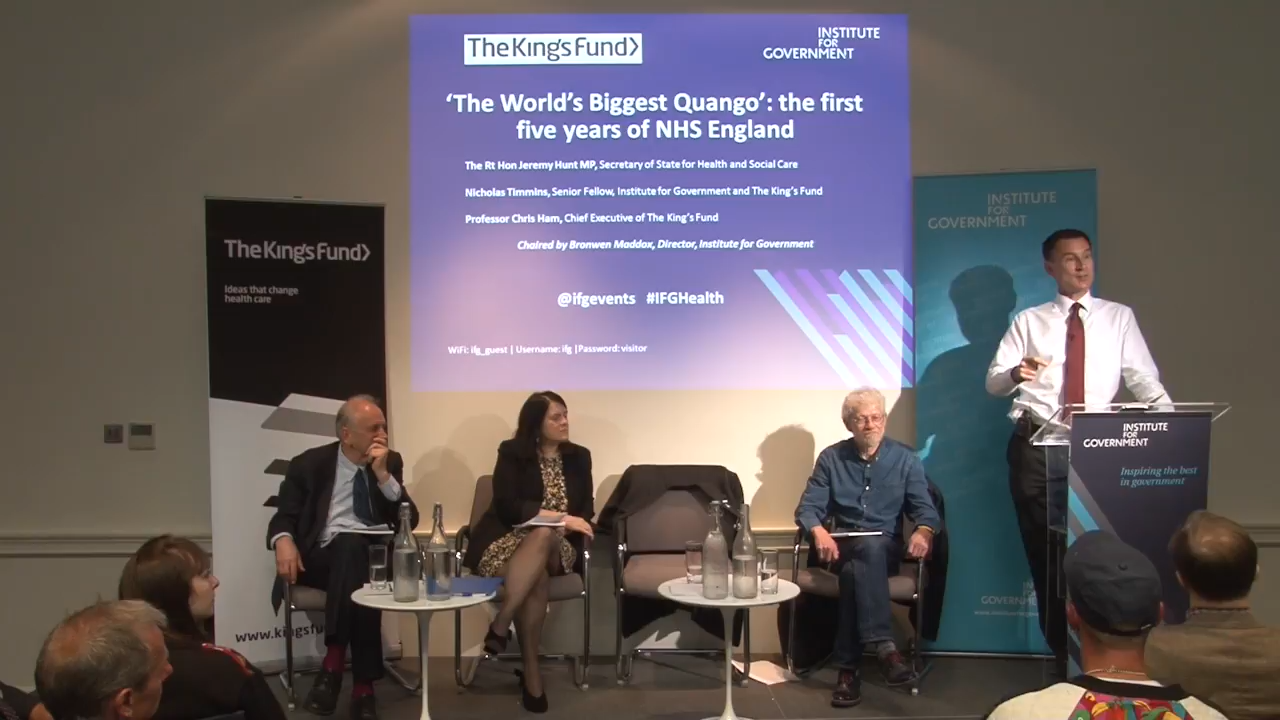 The King's Fund>
INSTITUTE
FOR
GOVERNMENT
'The World's Biggest Quango': the first
five years of NHS England
The Rt Hon Jeremy Hunt MP, Secretary of State for Health and Social Care
Nicholas Timmins, Senior Fellow, Institute for Government and The King's Fund
Professor Chris Ham, Chief Executive of The King's Fund
Chaired by Bronwen Maddox, Director, Institute for Government
@ifgevents #IFGHealth
WiFi: ifg_guest | Username: ifg |Password: visitor
The King's Fund>
Ideas that change
health care
www.kingsfu
INSTITUTE
FOR
GOVERNMENT
INSTITUTE
FOR
GOVERNMENT
Inspiring the best
in government
GOVERN